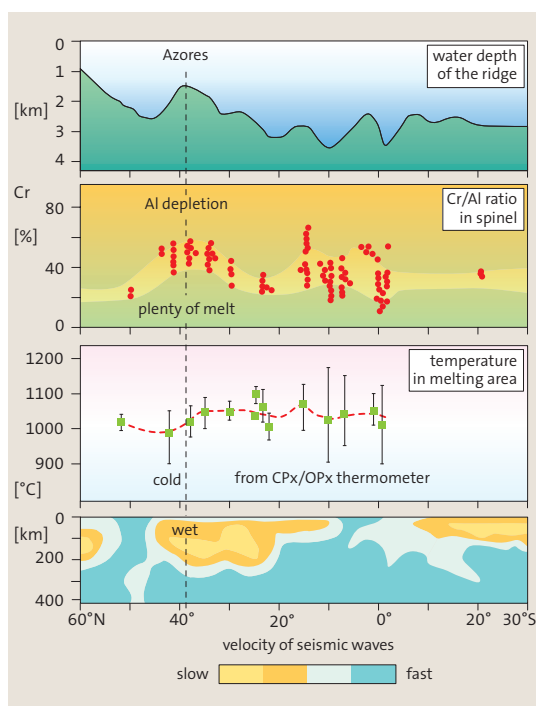 0
Azores
water depth
of the ridge
1
[km]
2
3
4
Cr
[%]
80
Al depletion
Cr/Al ratio
in spinel
40
plenty of melt
0
1200
temperature
in melting area
1100
1000
900
cold
from CPx/OPx thermometer
[°C]
[km]
0
wet
200
400
60°N
40°
20°
0°
20°
30°S
velocity of seismic waves
slow
fast